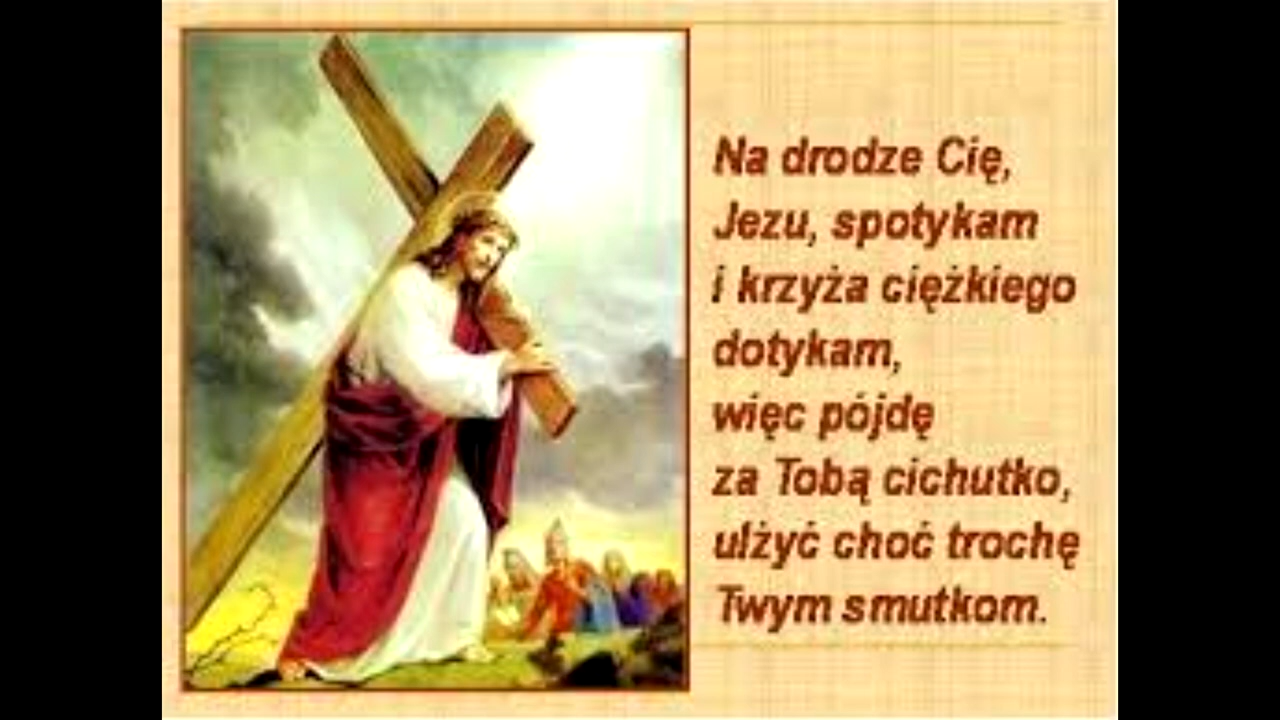 Na drodze Cię,
Jezu, spotykam
i krzyża ciężkiego
dotykam,
więc pójdę
za Tobą cichutko,
ulżyć choć trochę
Twym smutkom.